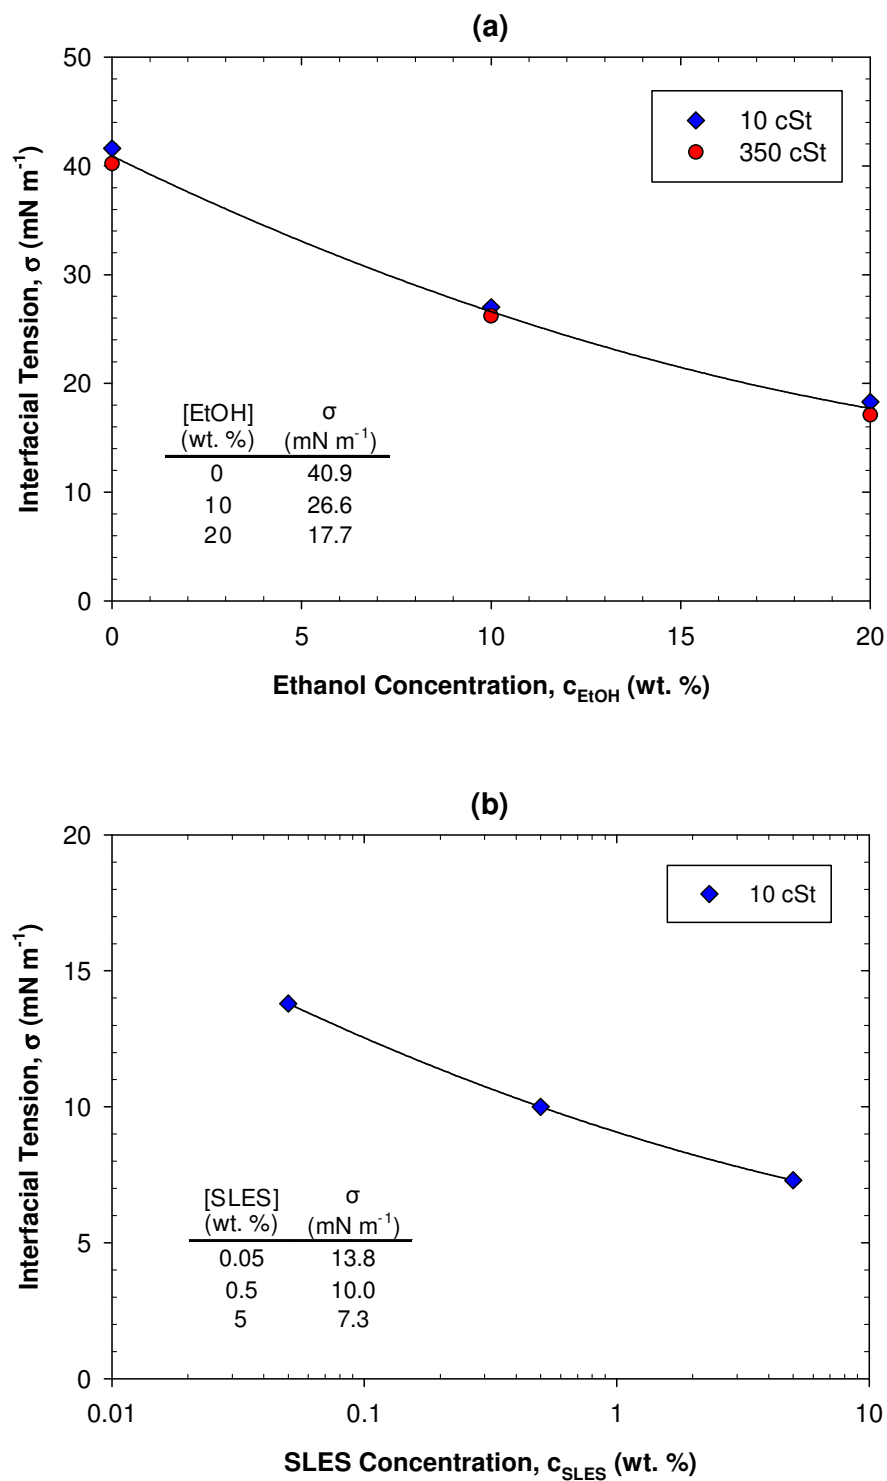 (a)
50
40
30
20
10
0
Interfacial Tension, σ (mN m⁻¹)
10 cSt
350 cSt
[EtOH] σ
(wt. %) (mN m⁻¹)
0 40.9
10 26.6
20 17.7
0 5 10 15 20
Ethanol Concentration, c_EtOH (wt. %)
(b)
20
15
10
5
0
Interfacial Tension, σ (mN m⁻¹)
10 cSt
[SLES] σ
(wt. %) (mN m⁻¹)
0.05 13.8
0.5 10.0
5 7.3
0.01 0.1 1 10
SLES Concentration, c_SLES (wt. %)